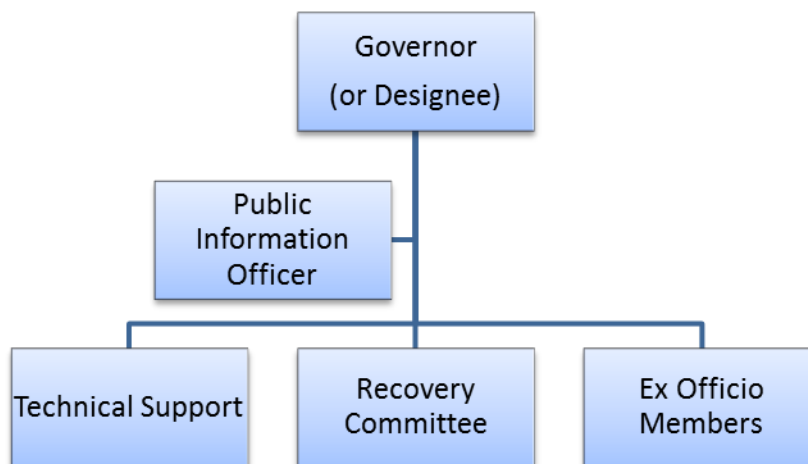 Governor
(or Designee)
Public
Information
Officer
Technical Support
Recovery
Committee
Ex Officio
Members